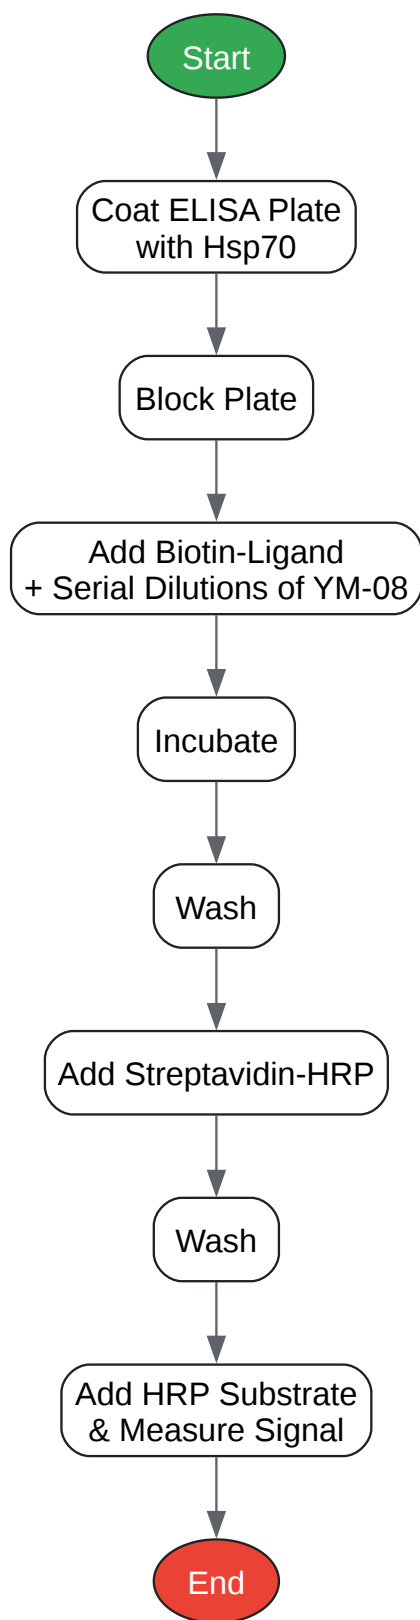 Start
Coat ELISA Plate
with Hsp70
Block Plate
Add Biotin-Ligand
+ Serial Dilutions of YM-08
Incubate
Wash
Add Streptavidin-HRP
Wash
Add HRP Substrate
& Measure Signal
End